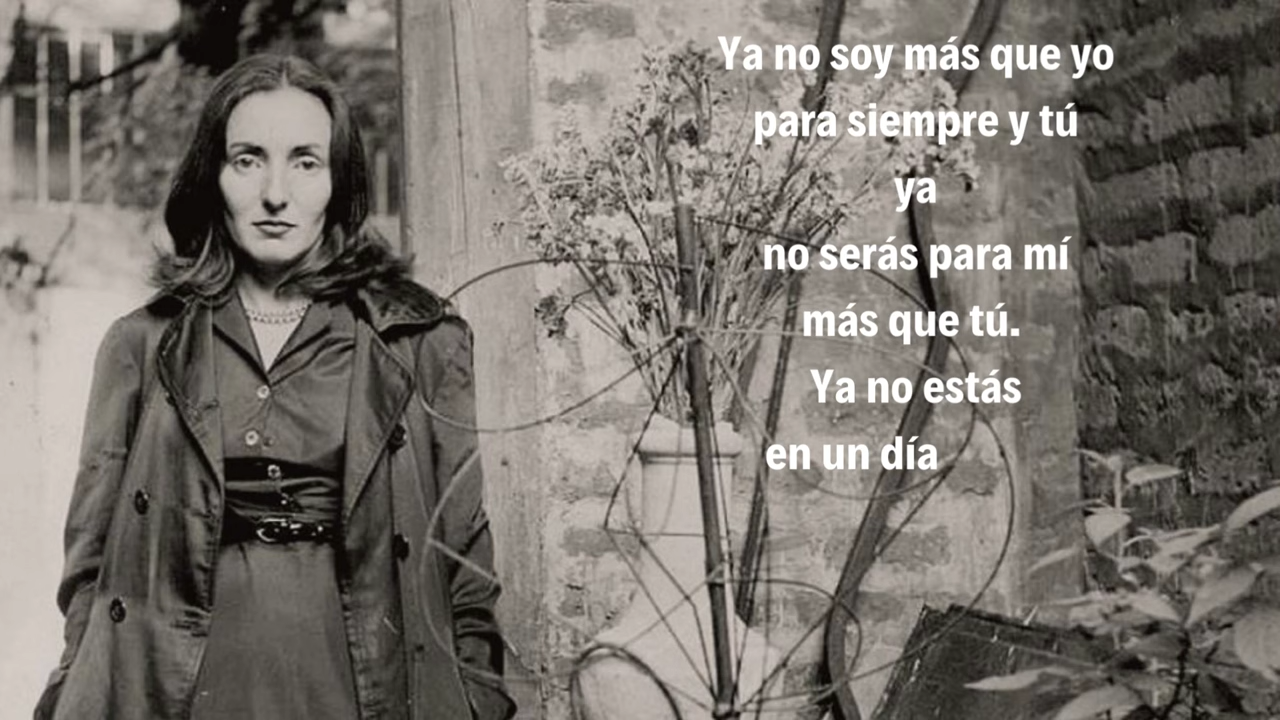 Ya no soy más que yo
para siempre y tú
ya
no serás para mí
más que tú.
Ya no estás
en un día